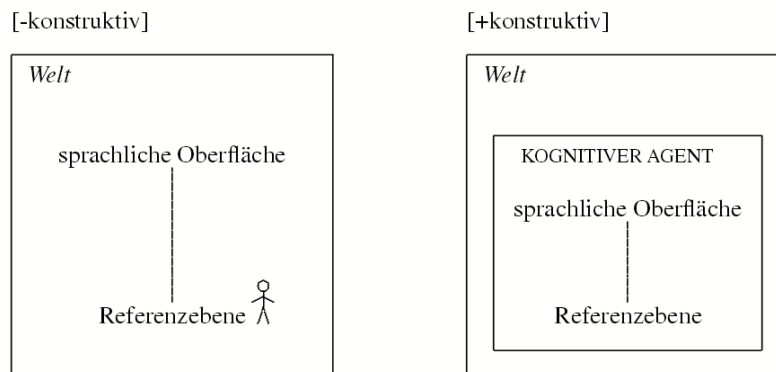 [-konstruktiv]
Welt
sprachliche Oberfläche
Referenzebene
[+konstruktiv]
Welt
KOGNITIVER AGENT
sprachliche Oberfläche
Referenzebene